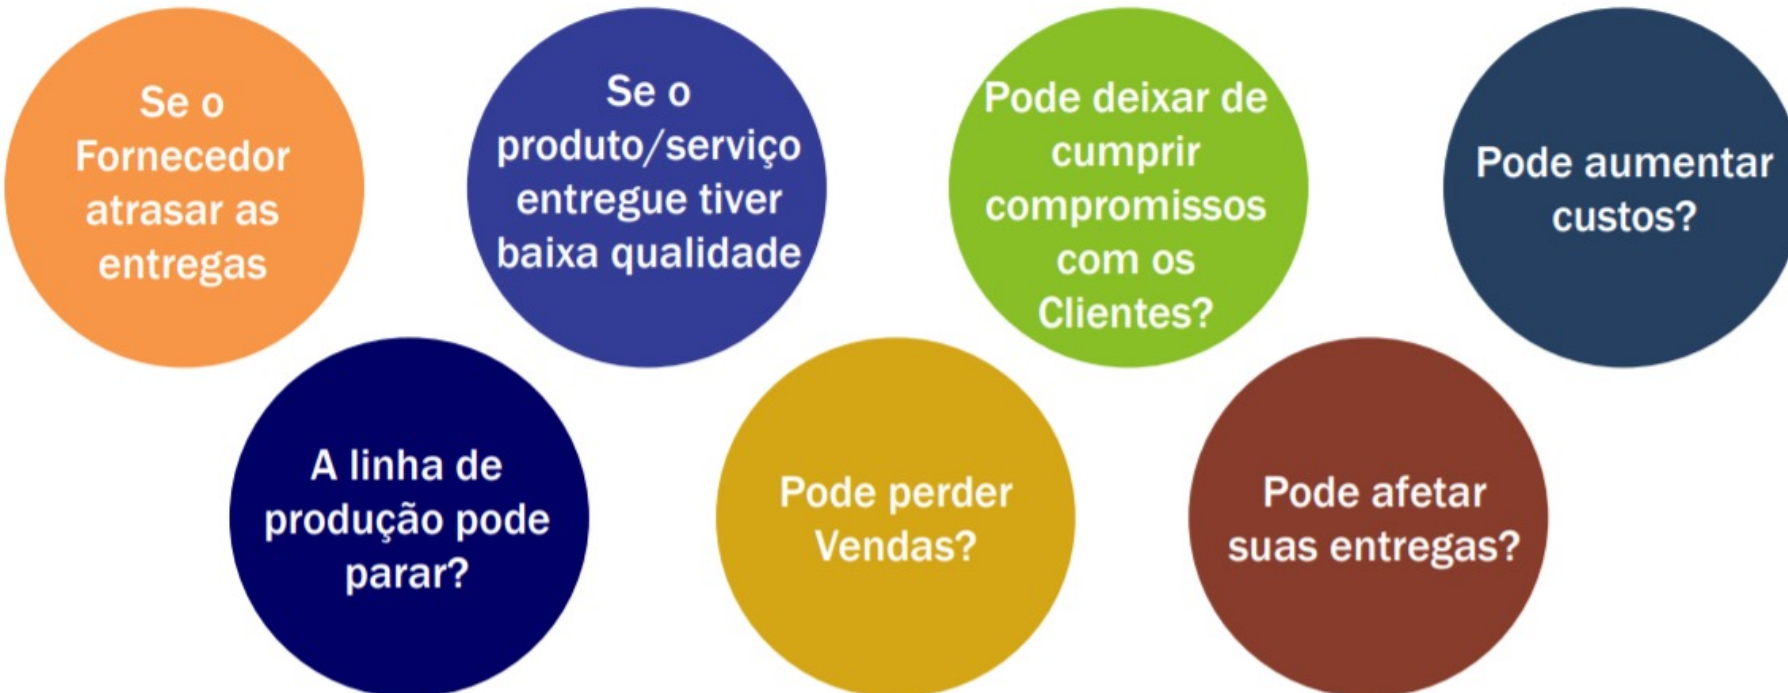 Se o
Fornecedor
atrasar as
entregas
Se o
produto/serviço
entregue tiver
baixa qualidade
Pode deixar de
cumprir
compromissos
com os
Clientes?
Pode aumentar
custos?
A linha de
produção pode
parar?
Pode perder
Vendas?
Pode afetar
suas entregas?